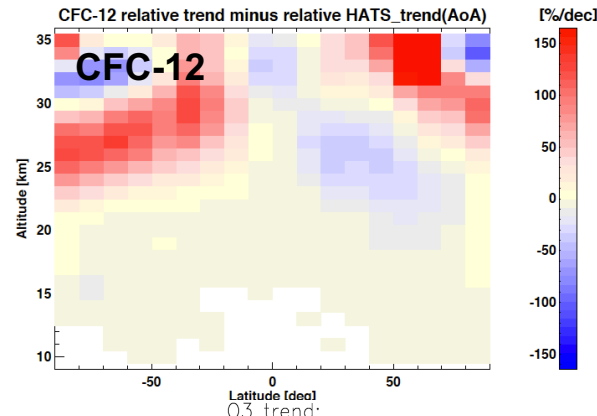 CFC-12 relative trend minus relative HATS_trend(AoA)
[%/dec]
CFC-12
35
30
25
20
15
10
Altitude [km]
-50
0
50
Latitude [deg]
150
100
50
0
-50
-100
-150
O3 trend: